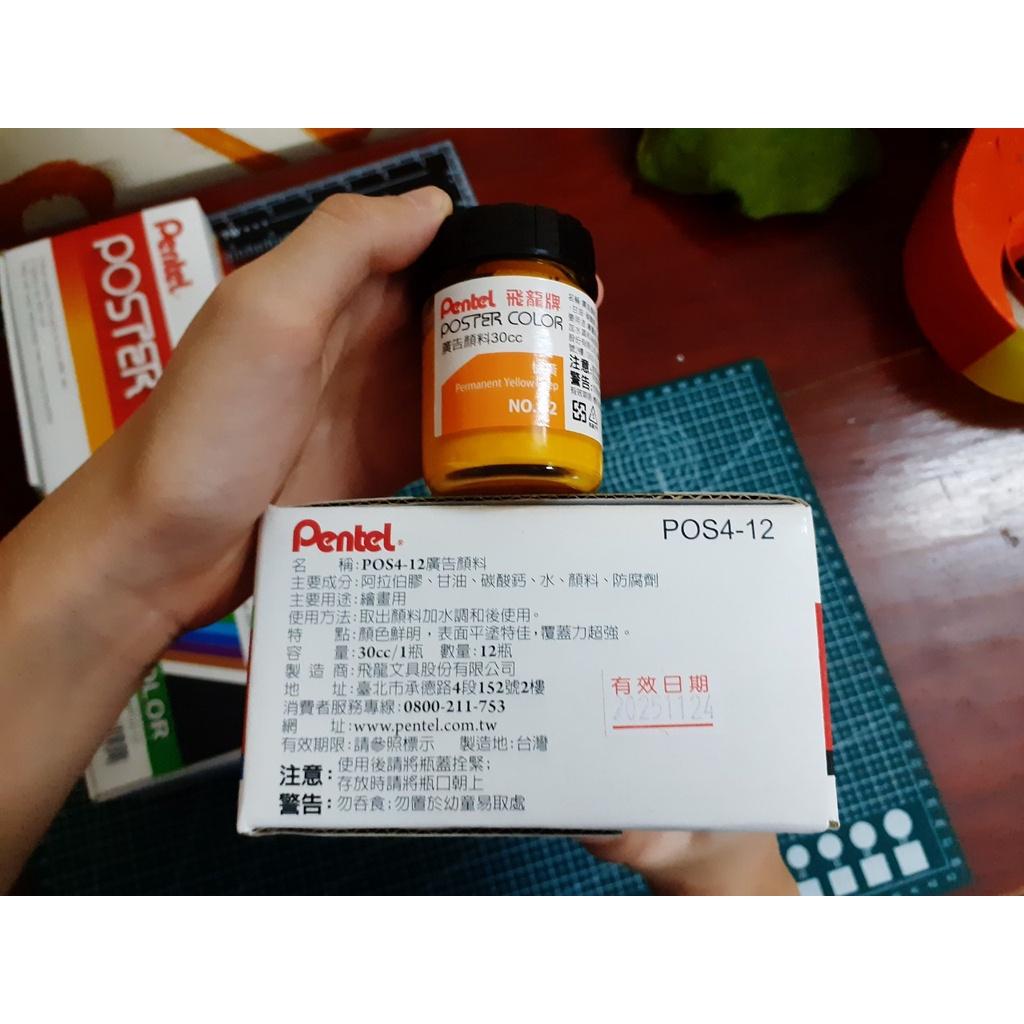 Pentel
POSTER
OLOR
Pentel 飛龍牌
POSTER COLOR
廣告顏料30cc
Permanent Yellow
NO.
注意:
警告:
Pentel®
POS4-12
名 稱:POS4-12廣告顏料
主要成分:阿拉伯膠、甘油、碳酸鈣、水、顏料、防腐劑
主要用途:繪畫用
使用方法:取出顏料加水調和後使用。
特 點:顏色鮮明,表面平塗特佳,覆蓋力超強。
容 量:30cc/1瓶 數量:12瓶
製 造 商:飛龍文具股份有限公司
地 址:臺北市承德路4段152號2樓
消費者服務專線:0800-211-753
網 址:www.pentel.com.tw
有效期限:請參照標示 製造地:台灣
注意:使用後請將瓶蓋拴緊;
存放時請將瓶口朝上
警告:勿吞食;勿置於幼童易取處
有效日期
20251124